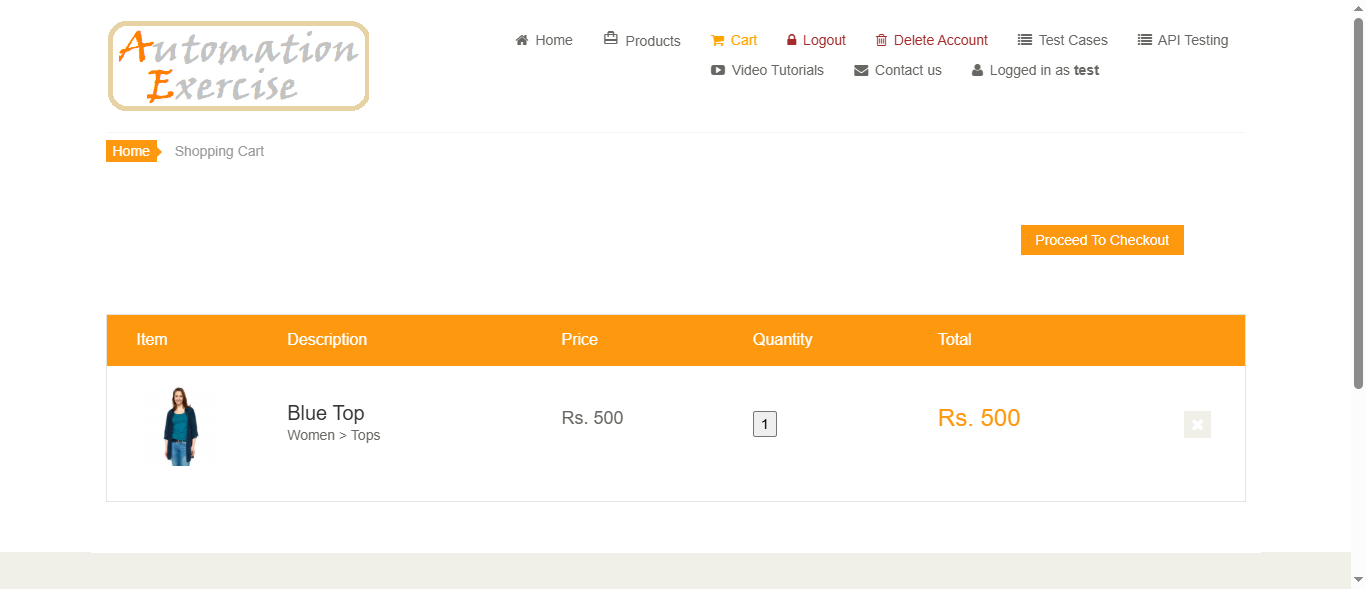 Automation
Exercise
Home Products Cart Logout Delete Account Test Cases API Testing
Video Tutorials Contact us Logged in as test
Home Shopping Cart
Proceed To Checkout
Item Description Price Quantity Total
Blue Top Rs. 500 1 Rs. 500
Women > Tops